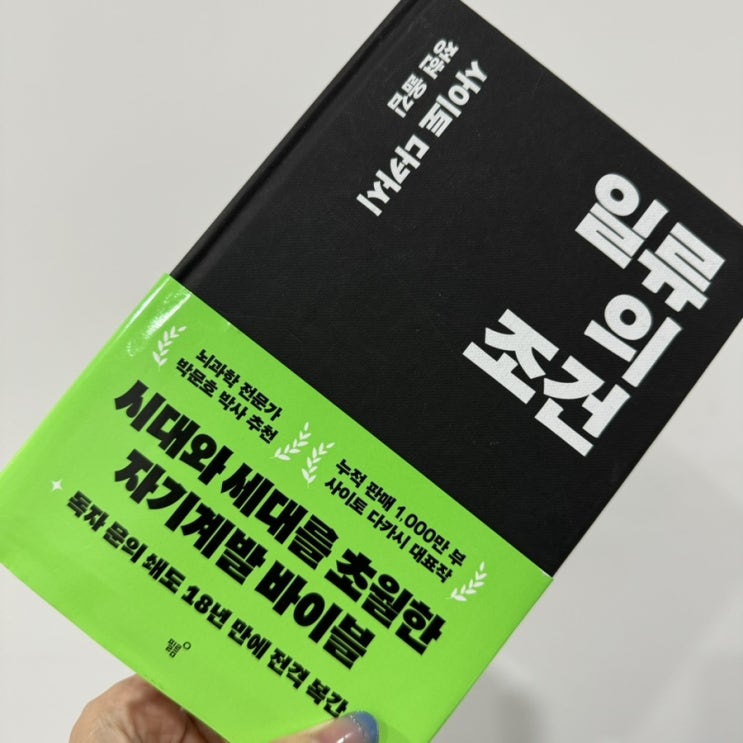 사이토 다카시
정현 옮김
일류의
조건
뇌과학 전문가
박문호 박사 추천
누적 판매 1,000만 부
사이토 다카시 대표작
시대와 세대를 초월한
자기계발 바이블
독자 문의 쇄도 18년 만에 전격 복간
필름